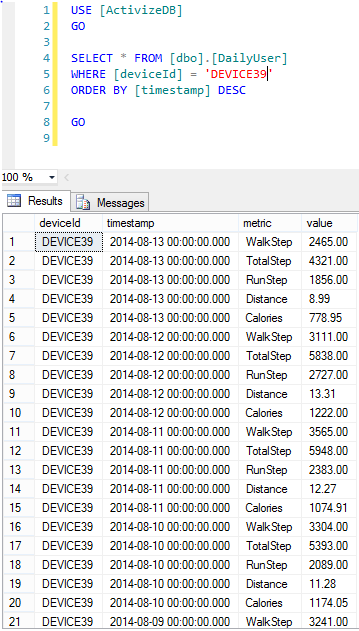 1
2 USE [ActivizeDB]
3 GO
4
5 SELECT * FROM [dbo].[DailyUser]
6 WHERE [deviceId] = 'DEVICE39'
7 ORDER BY [timestamp] DESC
8
9 GO
100 %
Results Messages
deviceId timestamp metric value
1 DEVICE39 2014-08-13 00:00:00.000 WalkStep 2465.00
2 DEVICE39 2014-08-13 00:00:00.000 TotalStep 4321.00
3 DEVICE39 2014-08-13 00:00:00.000 RunStep 1856.00
4 DEVICE39 2014-08-13 00:00:00.000 Distance 8.99
5 DEVICE39 2014-08-13 00:00:00.000 Calories 778.95
6 DEVICE39 2014-08-12 00:00:00.000 WalkStep 3111.00
7 DEVICE39 2014-08-12 00:00:00.000 TotalStep 5838.00
8 DEVICE39 2014-08-12 00:00:00.000 RunStep 2727.00
9 DEVICE39 2014-08-12 00:00:00.000 Distance 13.31
10 DEVICE39 2014-08-12 00:00:00.000 Calories 1222.00
11 DEVICE39 2014-08-11 00:00:00.000 WalkStep 3565.00
12 DEVICE39 2014-08-11 00:00:00.000 TotalStep 5948.00
13 DEVICE39 2014-08-11 00:00:00.000 RunStep 2383.00
14 DEVICE39 2014-08-11 00:00:00.000 Distance 12.27
15 DEVICE39 2014-08-11 00:00:00.000 Calories 1074.91
16 DEVICE39 2014-08-10 00:00:00.000 WalkStep 3304.00
17 DEVICE39 2014-08-10 00:00:00.000 TotalStep 5393.00
18 DEVICE39 2014-08-10 00:00:00.000 RunStep 2089.00
19 DEVICE39 2014-08-10 00:00:00.000 Distance 11.28
20 DEVICE39 2014-08-10 00:00:00.000 Calories 1174.05
21 DEVICE39 2014-08-09 00:00:00.000 WalkStep 3241.00